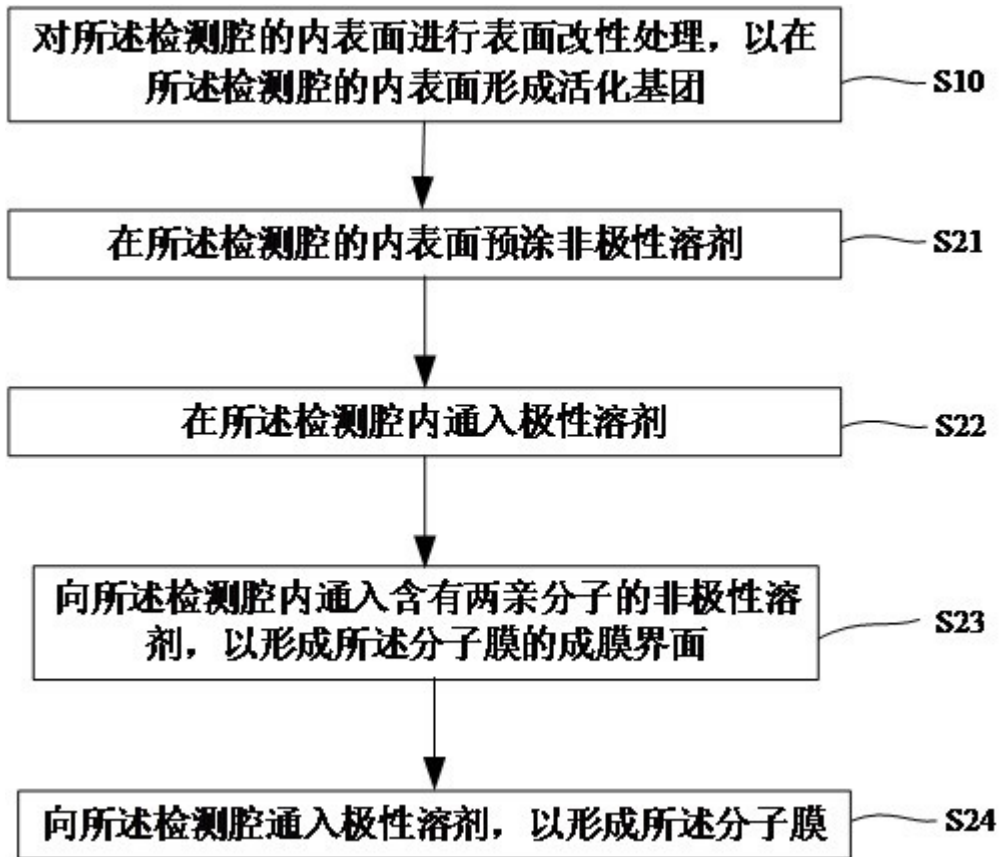 对所述检测腔的内表面进行表面改性处理，以在
所述检测腔的内表面形成活化基团
S10
在所述检测腔的内表面预涂非极性溶剂
S21
在所述检测腔内通入极性溶剂
S22
向所述检测腔内通入含有两亲分子的非极性溶
剂，以形成所述分子膜的成膜界面
S23
向所述检测腔通入极性溶剂，以形成所述分子膜
S24